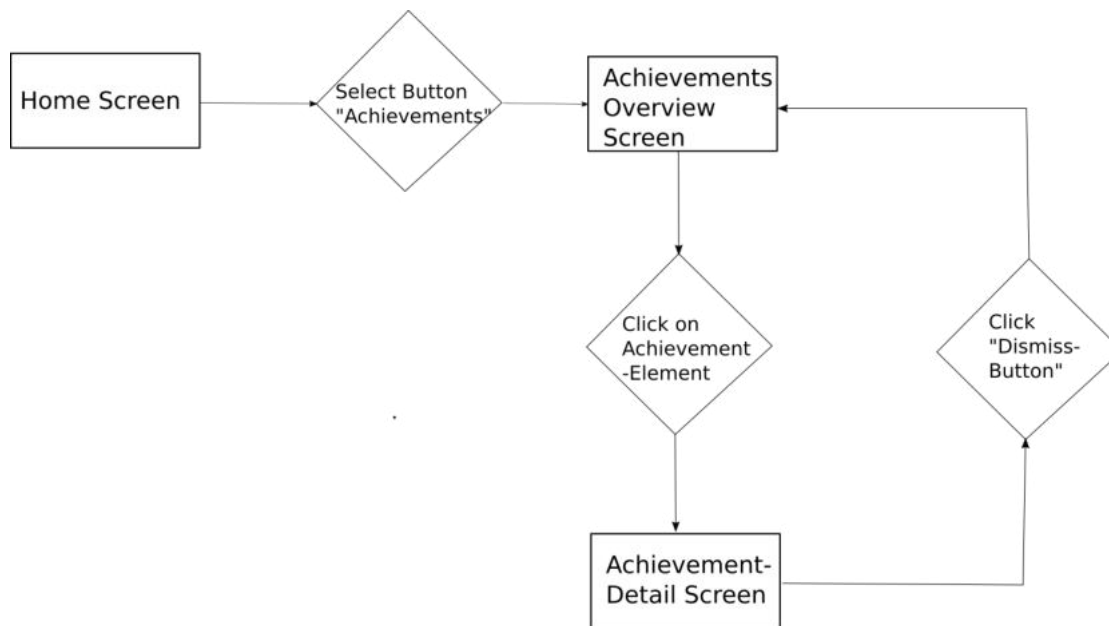 Home Screen
Select Button
"Achievements"
Achievements
Overview
Screen
Click on
Achievement
-Element
Click
"Dismiss-
Button"
Achievement-
Detail Screen